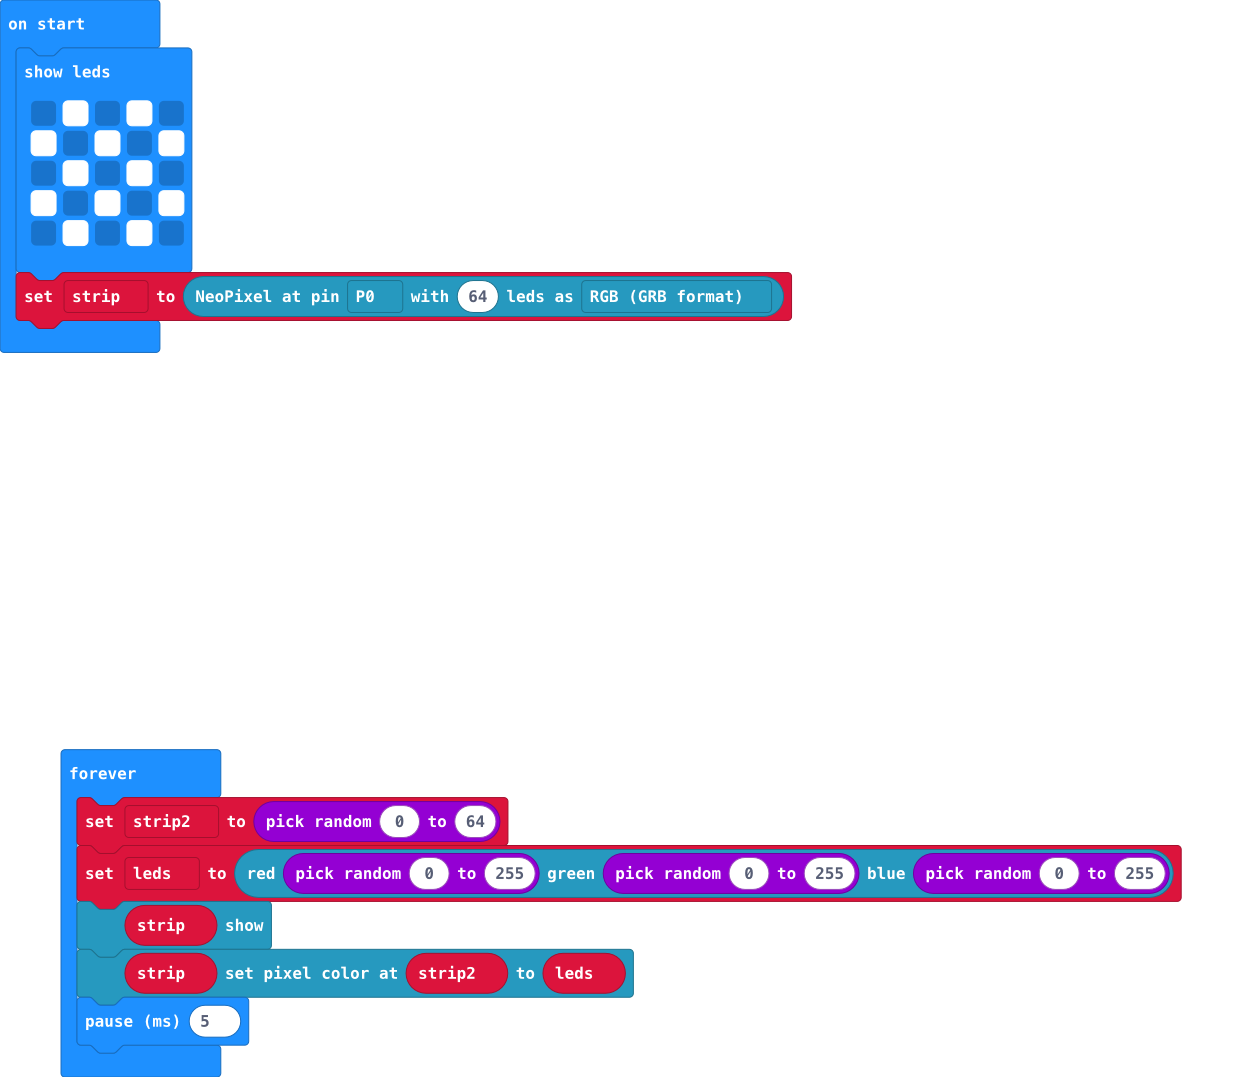 on start
show leds
set strip to NeoPixel at pin P0 with 64 leds as RGB (GRB format)
forever
set strip2 to pick random 0 to 64
set leds to red pick random 0 to 255 green pick random 0 to 255 blue pick random 0 to 255
strip show
strip set pixel color at strip2 to leds
pause (ms) 5